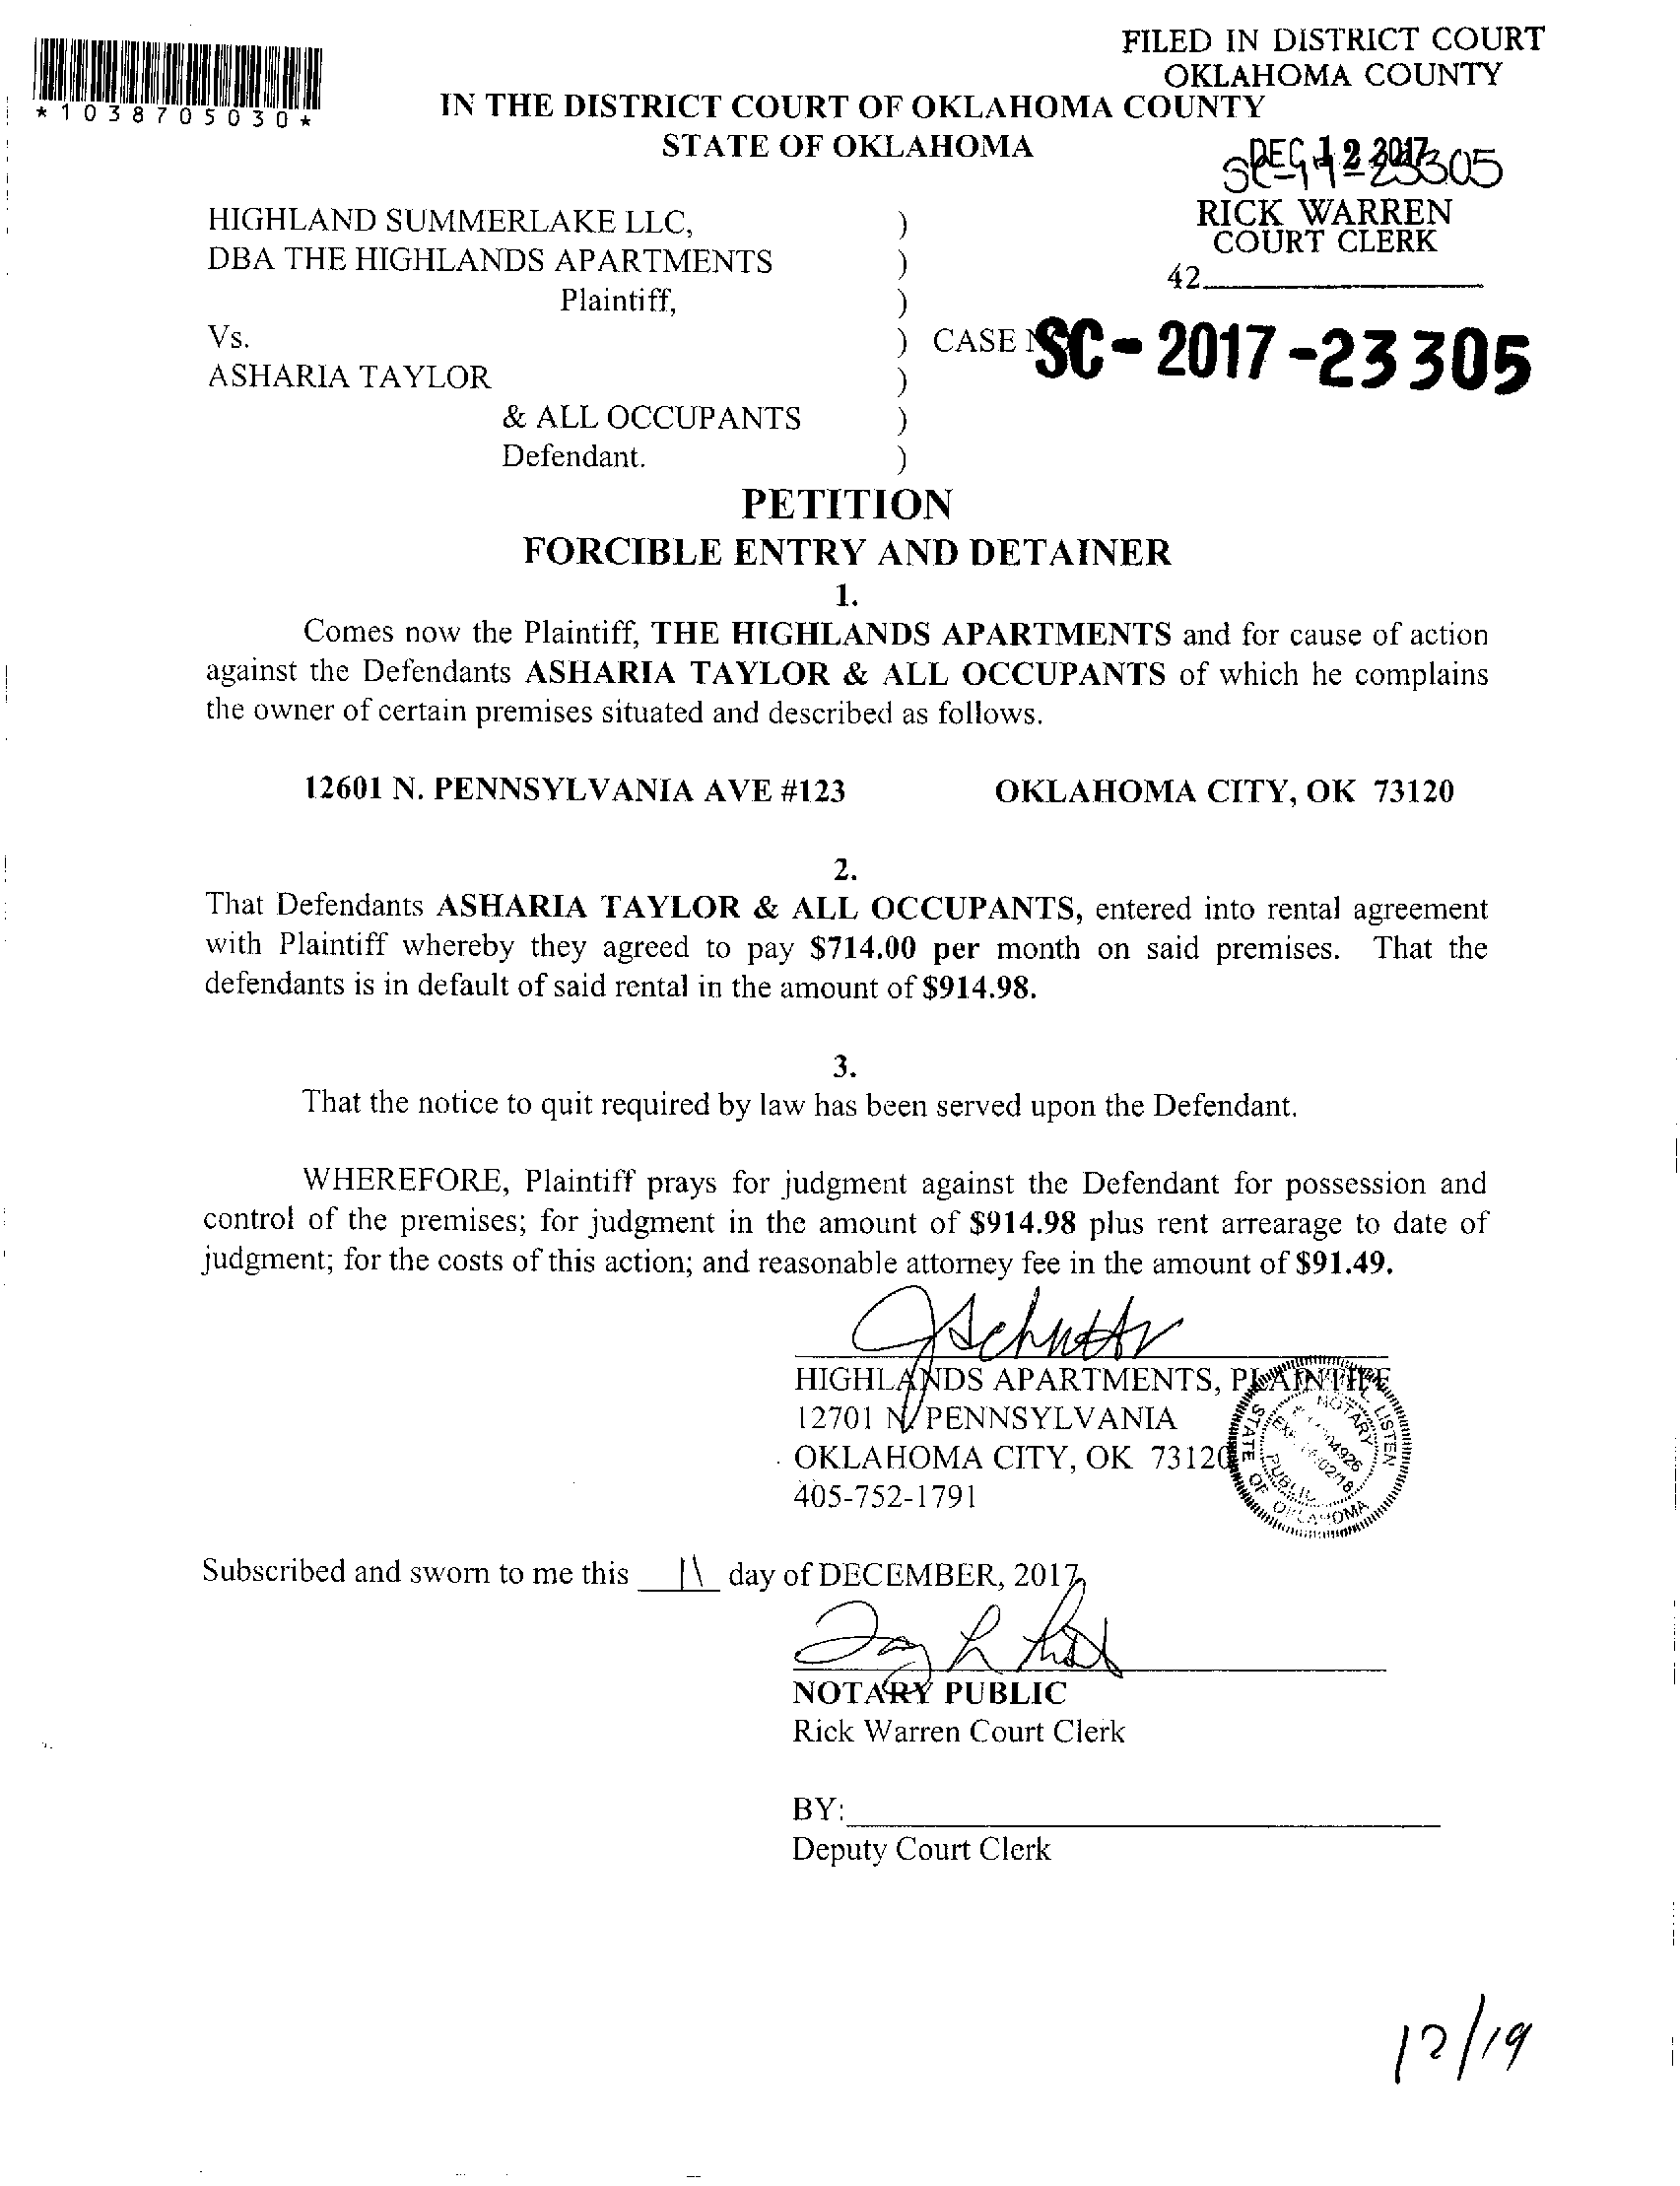 FILED IN DISTRICT COURT
OKLAHOMA COUNTY
*1038705030*
IN THE DISTRICT COURT OF OKLAHOMA COUNTY
STATE OF OKLAHOMA
DEC 12 2017
SC-17-23305
RICK WARREN
COURT CLERK
42
HIGHLAND SUMMERLAKE LLC, )
DBA THE HIGHLANDS APARTMENTS )
Plaintiff, )
Vs. ) CASE SC-2017-23305
ASHARIA TAYLOR )
& ALL OCCUPANTS )
Defendant. )
PETITION
FORCIBLE ENTRY AND DETAINER
1.
Comes now the Plaintiff, THE HIGHLANDS APARTMENTS and for cause of action
against the Defendants ASHARIA TAYLOR & ALL OCCUPANTS of which he complains
the owner of certain premises situated and described as follows.
12601 N. PENNSYLVANIA AVE #123 OKLAHOMA CITY, OK 73120
2.
That Defendants ASHARIA TAYLOR & ALL OCCUPANTS, entered into rental agreement
with Plaintiff whereby they agreed to pay $714.00 per month on said premises. That the
defendants is in default of said rental in the amount of $914.98.
3.
That the notice to quit required by law has been served upon the Defendant.
WHEREFORE, Plaintiff prays for judgment against the Defendant for possession and
control of the premises; for judgment in the amount of $914.98 plus rent arrearage to date of
judgment; for the costs of this action; and reasonable attorney fee in the amount of $91.49.
HIGHLANDS APARTMENTS, PLAINTIFF
12701 N PENNSYLVANIA
OKLAHOMA CITY, OK 73120
405-752-1791
L. LISTEN
NOTARY
PUBLIC
STATE OF OKLAHOMA
Subscribed and sworn to me this 11 day of DECEMBER, 2017
NOTARY PUBLIC
Rick Warren Court Clerk
BY:
Deputy Court Clerk
12/19